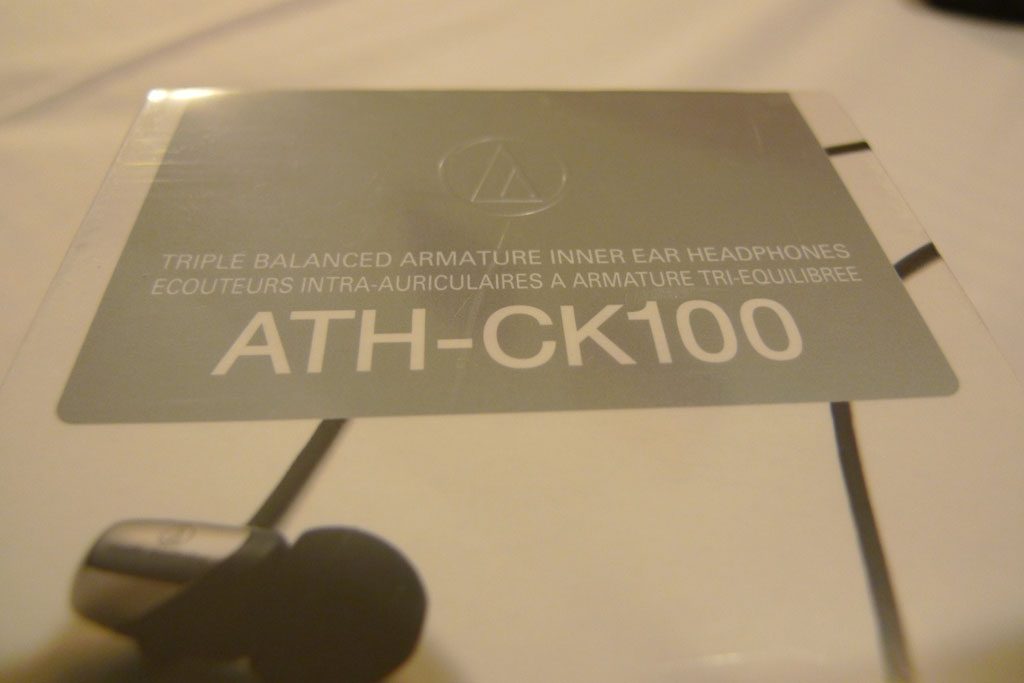 TRIPLE BALANCED ARMATURE INNER EAR HEADPHONES
ECOUTEURS INTRA-AURICULAIRES A ARMATURE TRI-EQUILIBREE
ATH-CK100